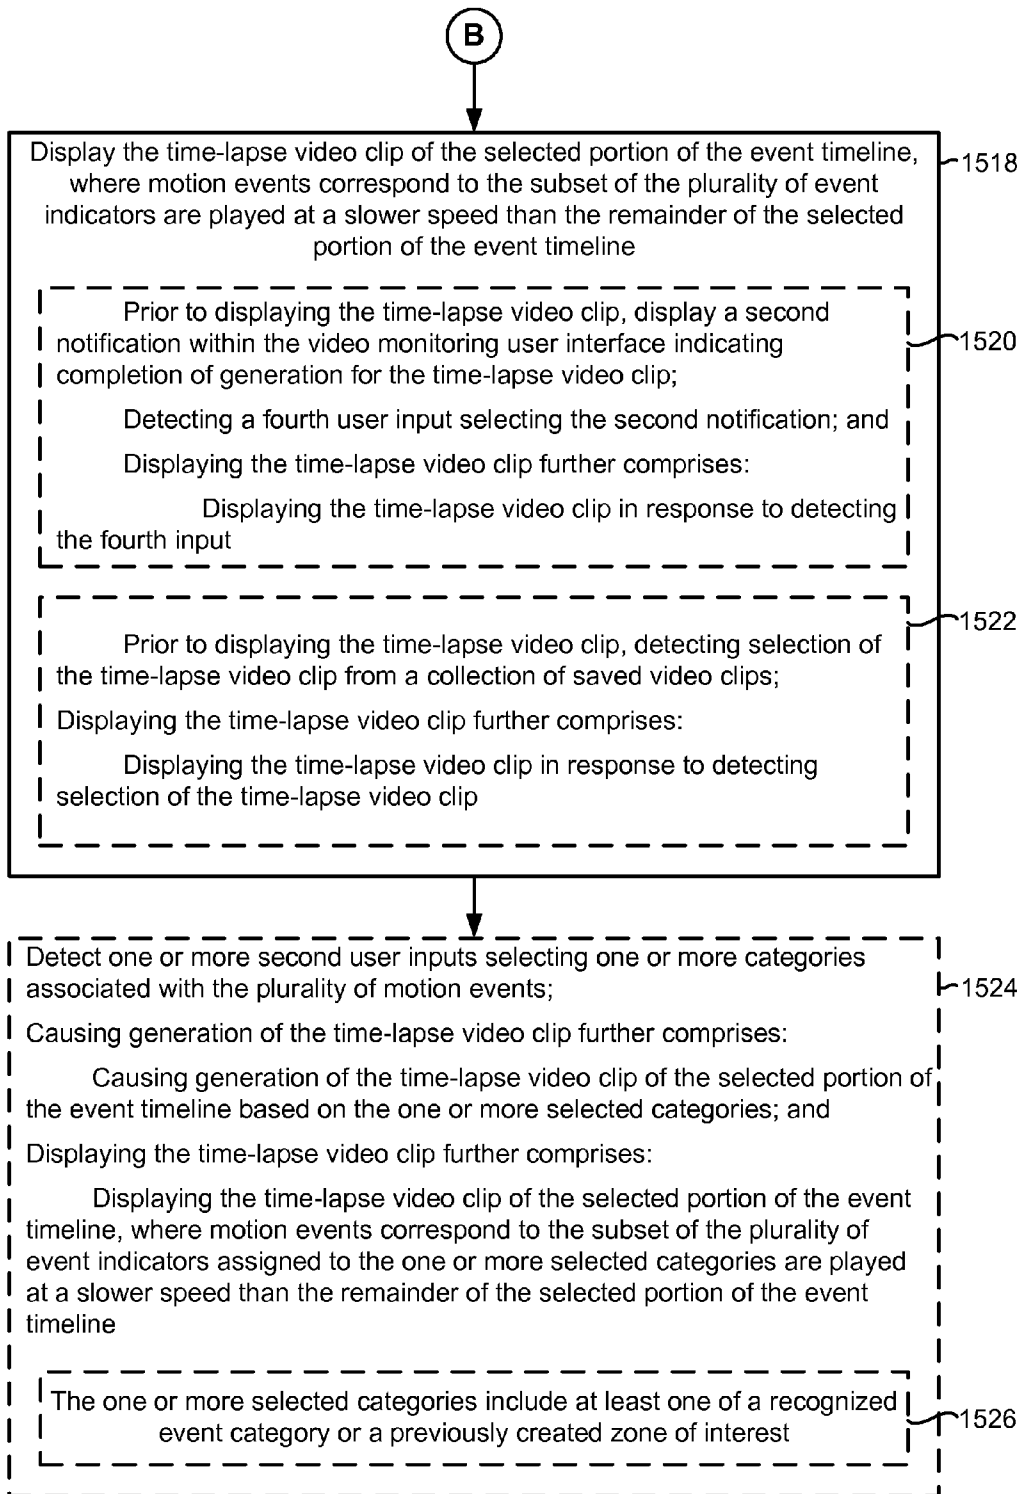 B
Display the time-lapse video clip of the selected portion of the event timeline,
where motion events correspond to the subset of the plurality of event
indicators are played at a slower speed than the remainder of the selected
portion of the event timeline
1518
Prior to displaying the time-lapse video clip, display a second
notification within the video monitoring user interface indicating
completion of generation for the time-lapse video clip;
Detecting a fourth user input selecting the second notification; and
Displaying the time-lapse video clip further comprises:
Displaying the time-lapse video clip in response to detecting
the fourth input
1520
Prior to displaying the time-lapse video clip, detecting selection of
the time-lapse video clip from a collection of saved video clips;
Displaying the time-lapse video clip further comprises:
Displaying the time-lapse video clip in response to detecting
selection of the time-lapse video clip
1522
Detect one or more second user inputs selecting one or more categories
associated with the plurality of motion events;
Causing generation of the time-lapse video clip further comprises:
Causing generation of the time-lapse video clip of the selected portion of
the event timeline based on the one or more selected categories; and
Displaying the time-lapse video clip further comprises:
Displaying the time-lapse video clip of the selected portion of the event
timeline, where motion events correspond to the subset of the plurality of
event indicators assigned to the one or more selected categories are played
at a slower speed than the remainder of the selected portion of the event
timeline
1524
The one or more selected categories include at least one of a recognized
event category or a previously created zone of interest
1526